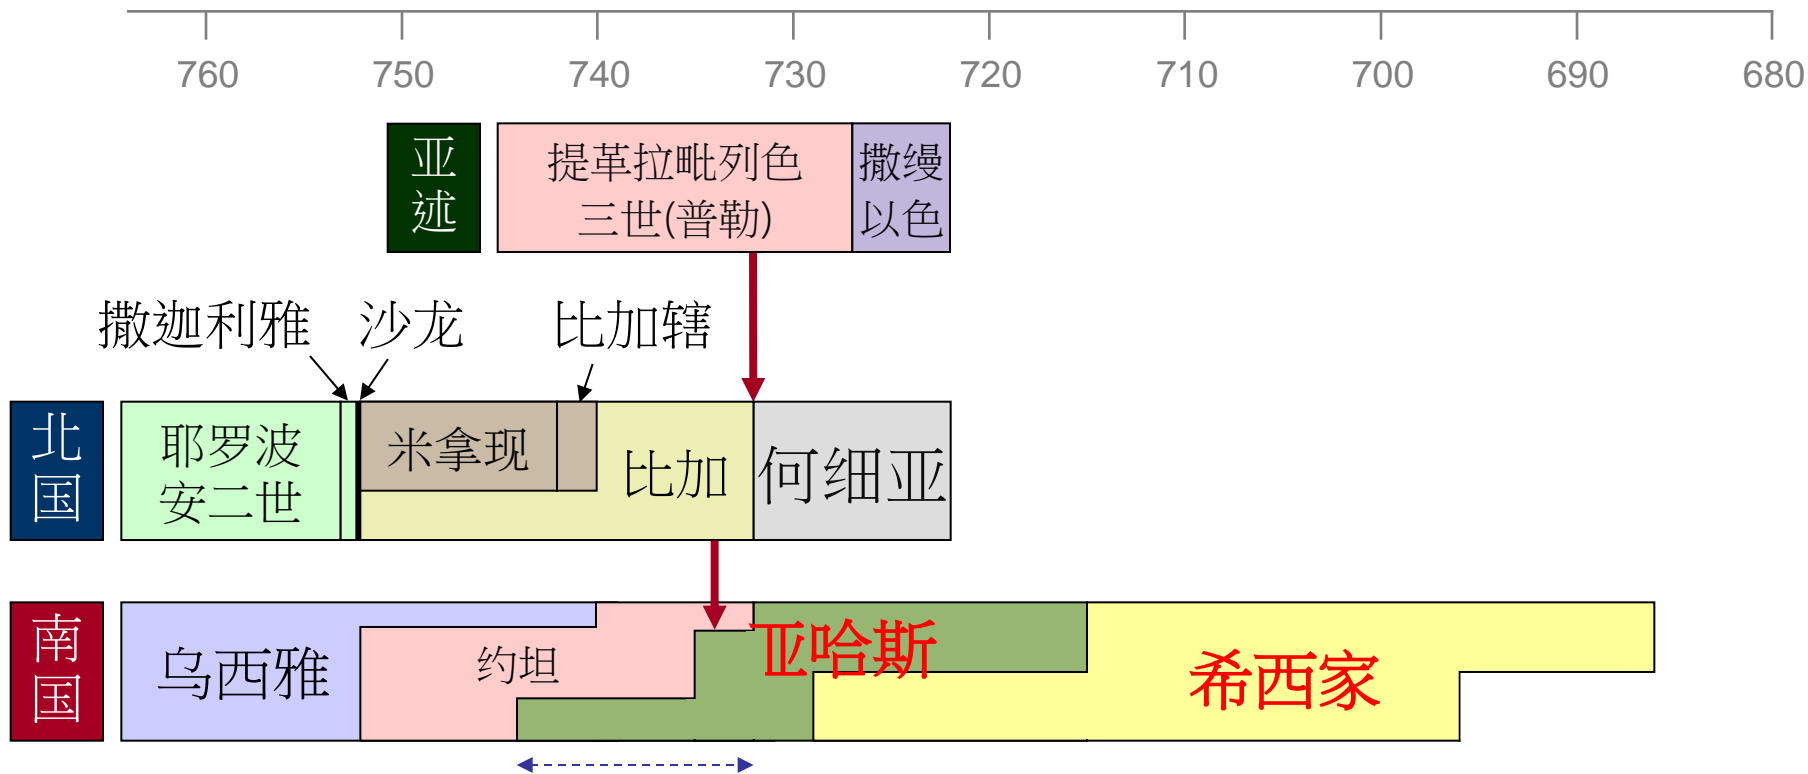 760 750 740 730 720 710 700 690 680
亚述
提革拉毗列色
三世(普勒)
撒缦
以色
撒迦利雅
沙龙
比加辖
北国
耶罗波
安二世
米拿现
比加
何细亚
南国
乌西雅
约坦
亚哈斯
希西家